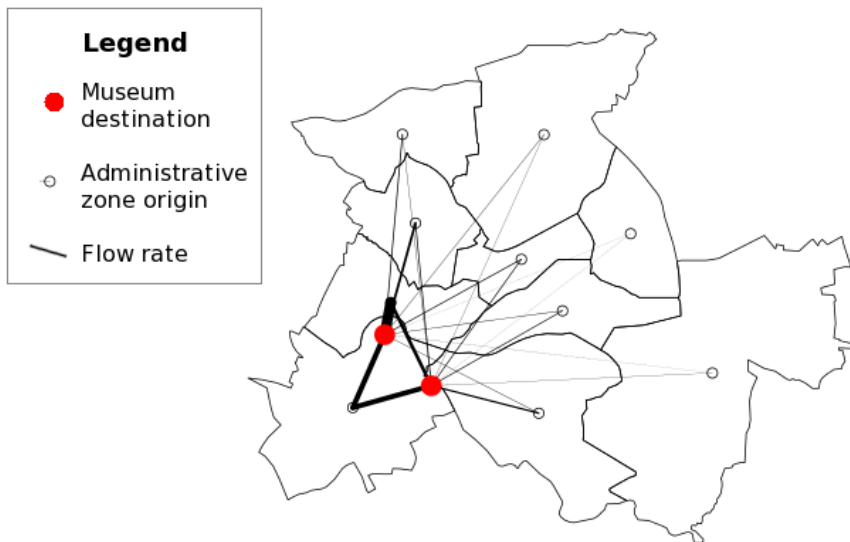 Legend
Museum
destination
Administrative
zone origin
Flow rate